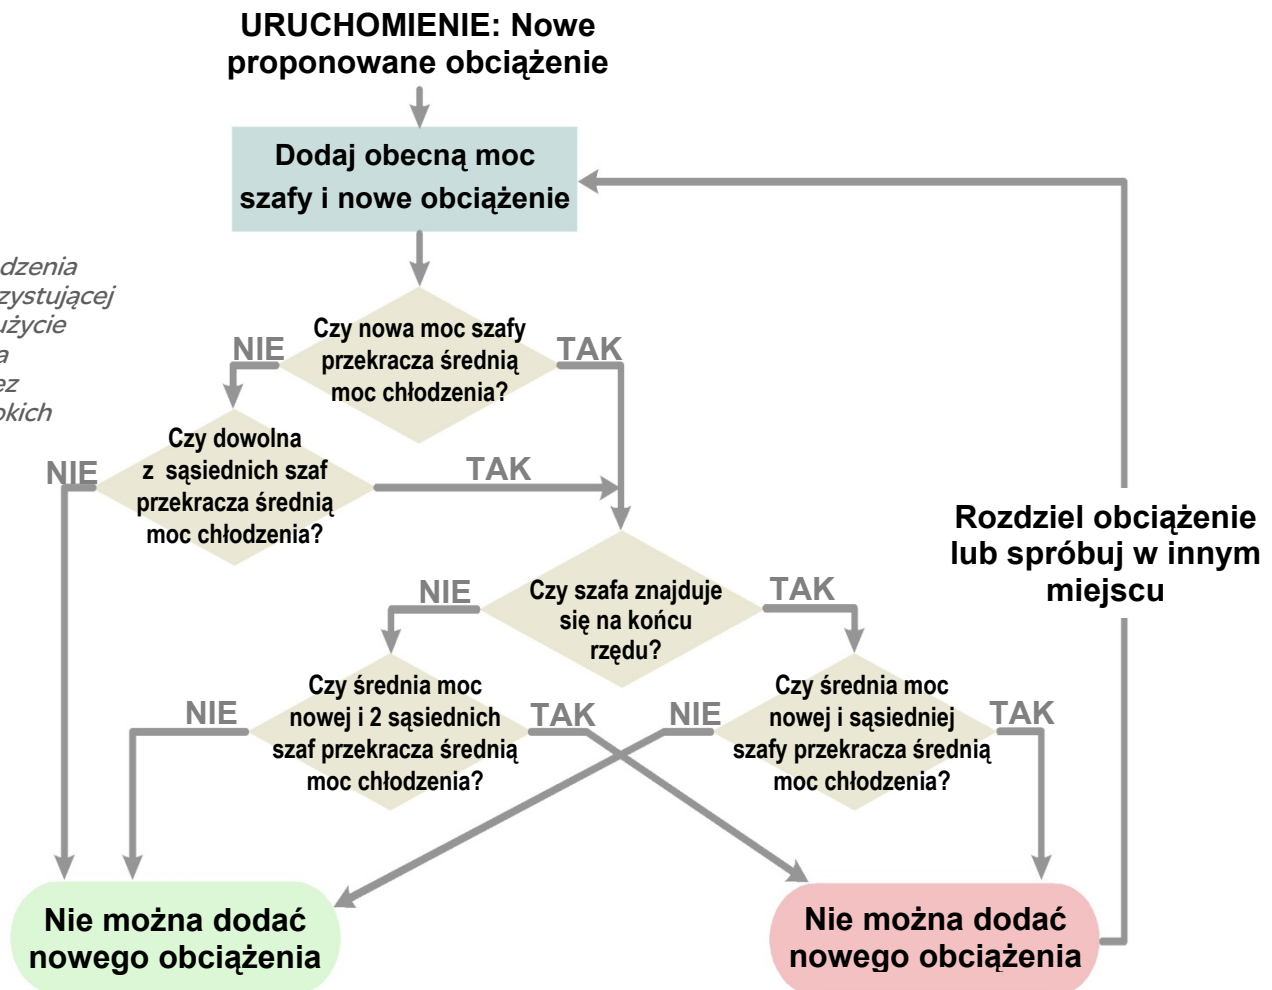 URUCHOMIENIE: Nowe
proponowane obciążenie
Dodaj obecną moc
szafy i nowe obciążenie
dzenia
zystującej
użycie
a
ez
okich
Czy nowa moc szafy
przekracza średnią
moc chłodzenia?
NIE
TAK
Czy dowolna
z sąsiednich szaf
przekracza średnią
moc chłodzenia?
NIE
TAK
Rozdziel obciążenie
lub spróbuj w innym
miejscu
Czy szafa znajduje
się na końcu
rzędu?
NIE
TAK
Czy średnia moc
nowej i 2 sąsiednich
szaf przekracza średnią
moc chłodzenia?
NIE
TAK
Czy średnia moc
nowej i sąsiedniej
szafy przekracza średnią
moc chłodzenia?
NIE
TAK
Nie można dodać
nowego obciążenia
Nie można dodać
nowego obciążenia